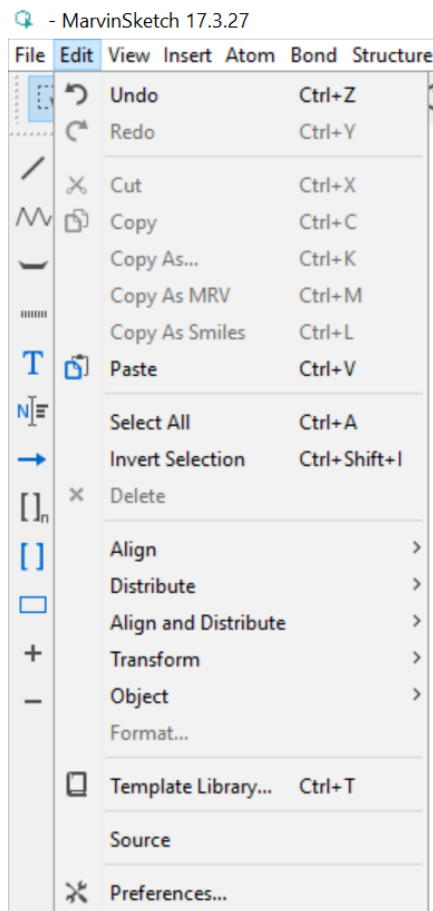 - MarvinSketch 17.3.27
File Edit View Insert Atom Bond Structure
Undo Ctrl+Z
Redo Ctrl+Y
Cut Ctrl+X
Copy Ctrl+C
Copy As... Ctrl+K
Copy As MRV Ctrl+M
Copy As Smiles Ctrl+L
T Paste Ctrl+V
N Select All Ctrl+A
Invert Selection Ctrl+Shift+I
[ ]n Delete
[ ] Align >
Distribute >
Align and Distribute >
+ Transform >
− Object >
Format...
Template Library... Ctrl+T
Source
Preferences...